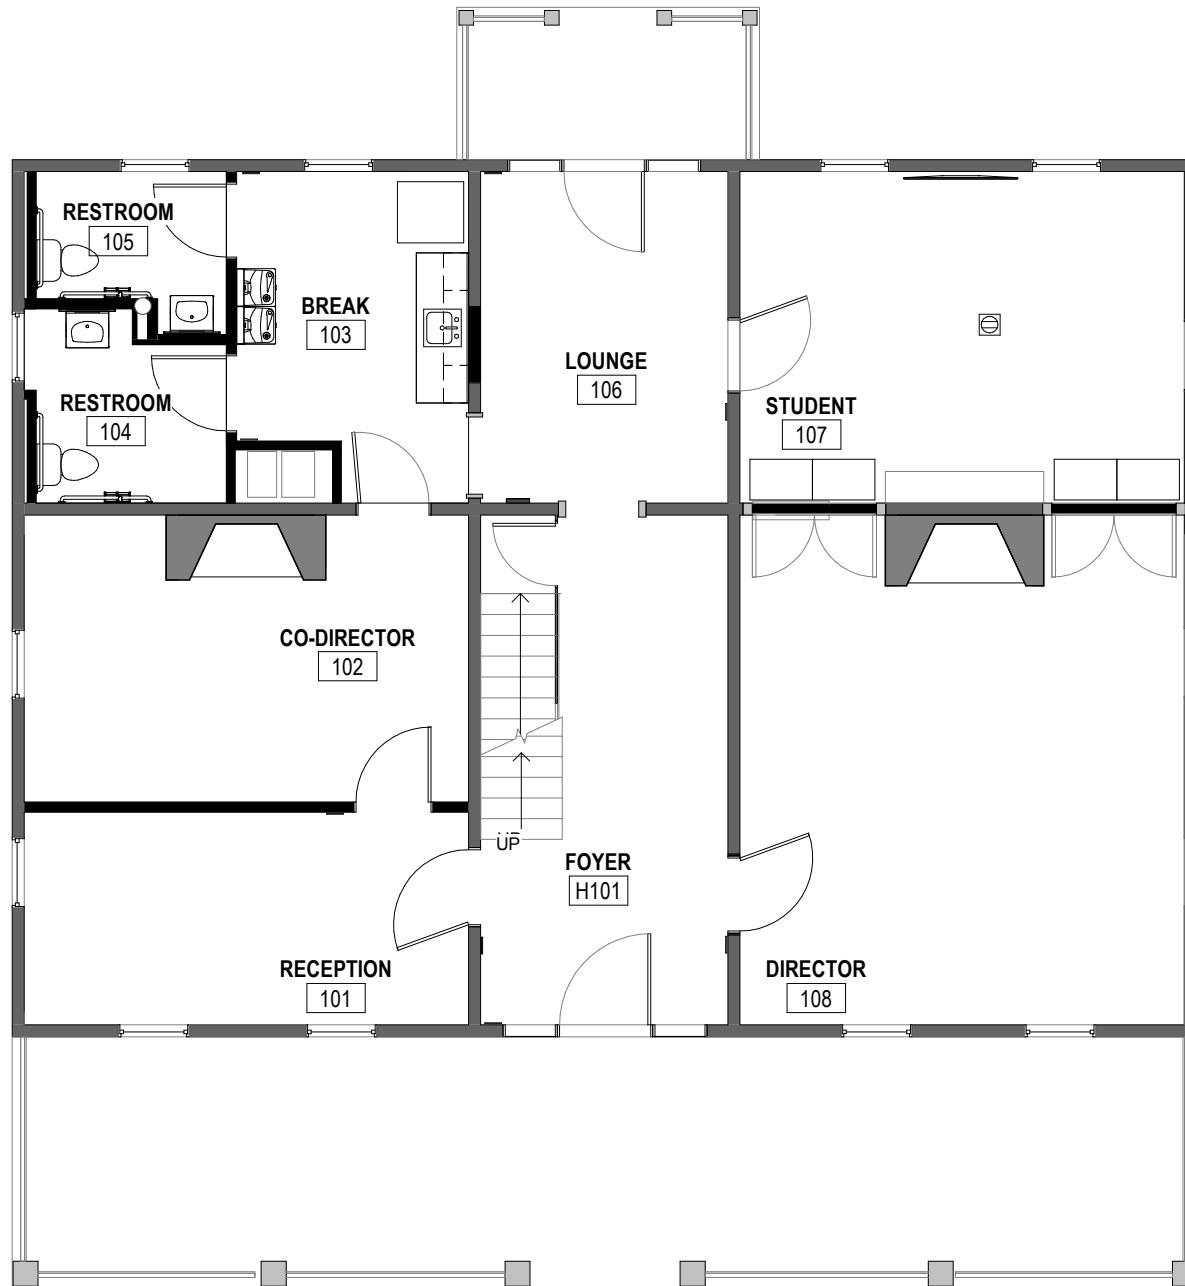 RESTROOM
105
BREAK
103
LOUNGE
106
RESTROOM
104
STUDENT
107
CO-DIRECTOR
102
UP
FOYER
H101
RECEPTION
101
DIRECTOR
108